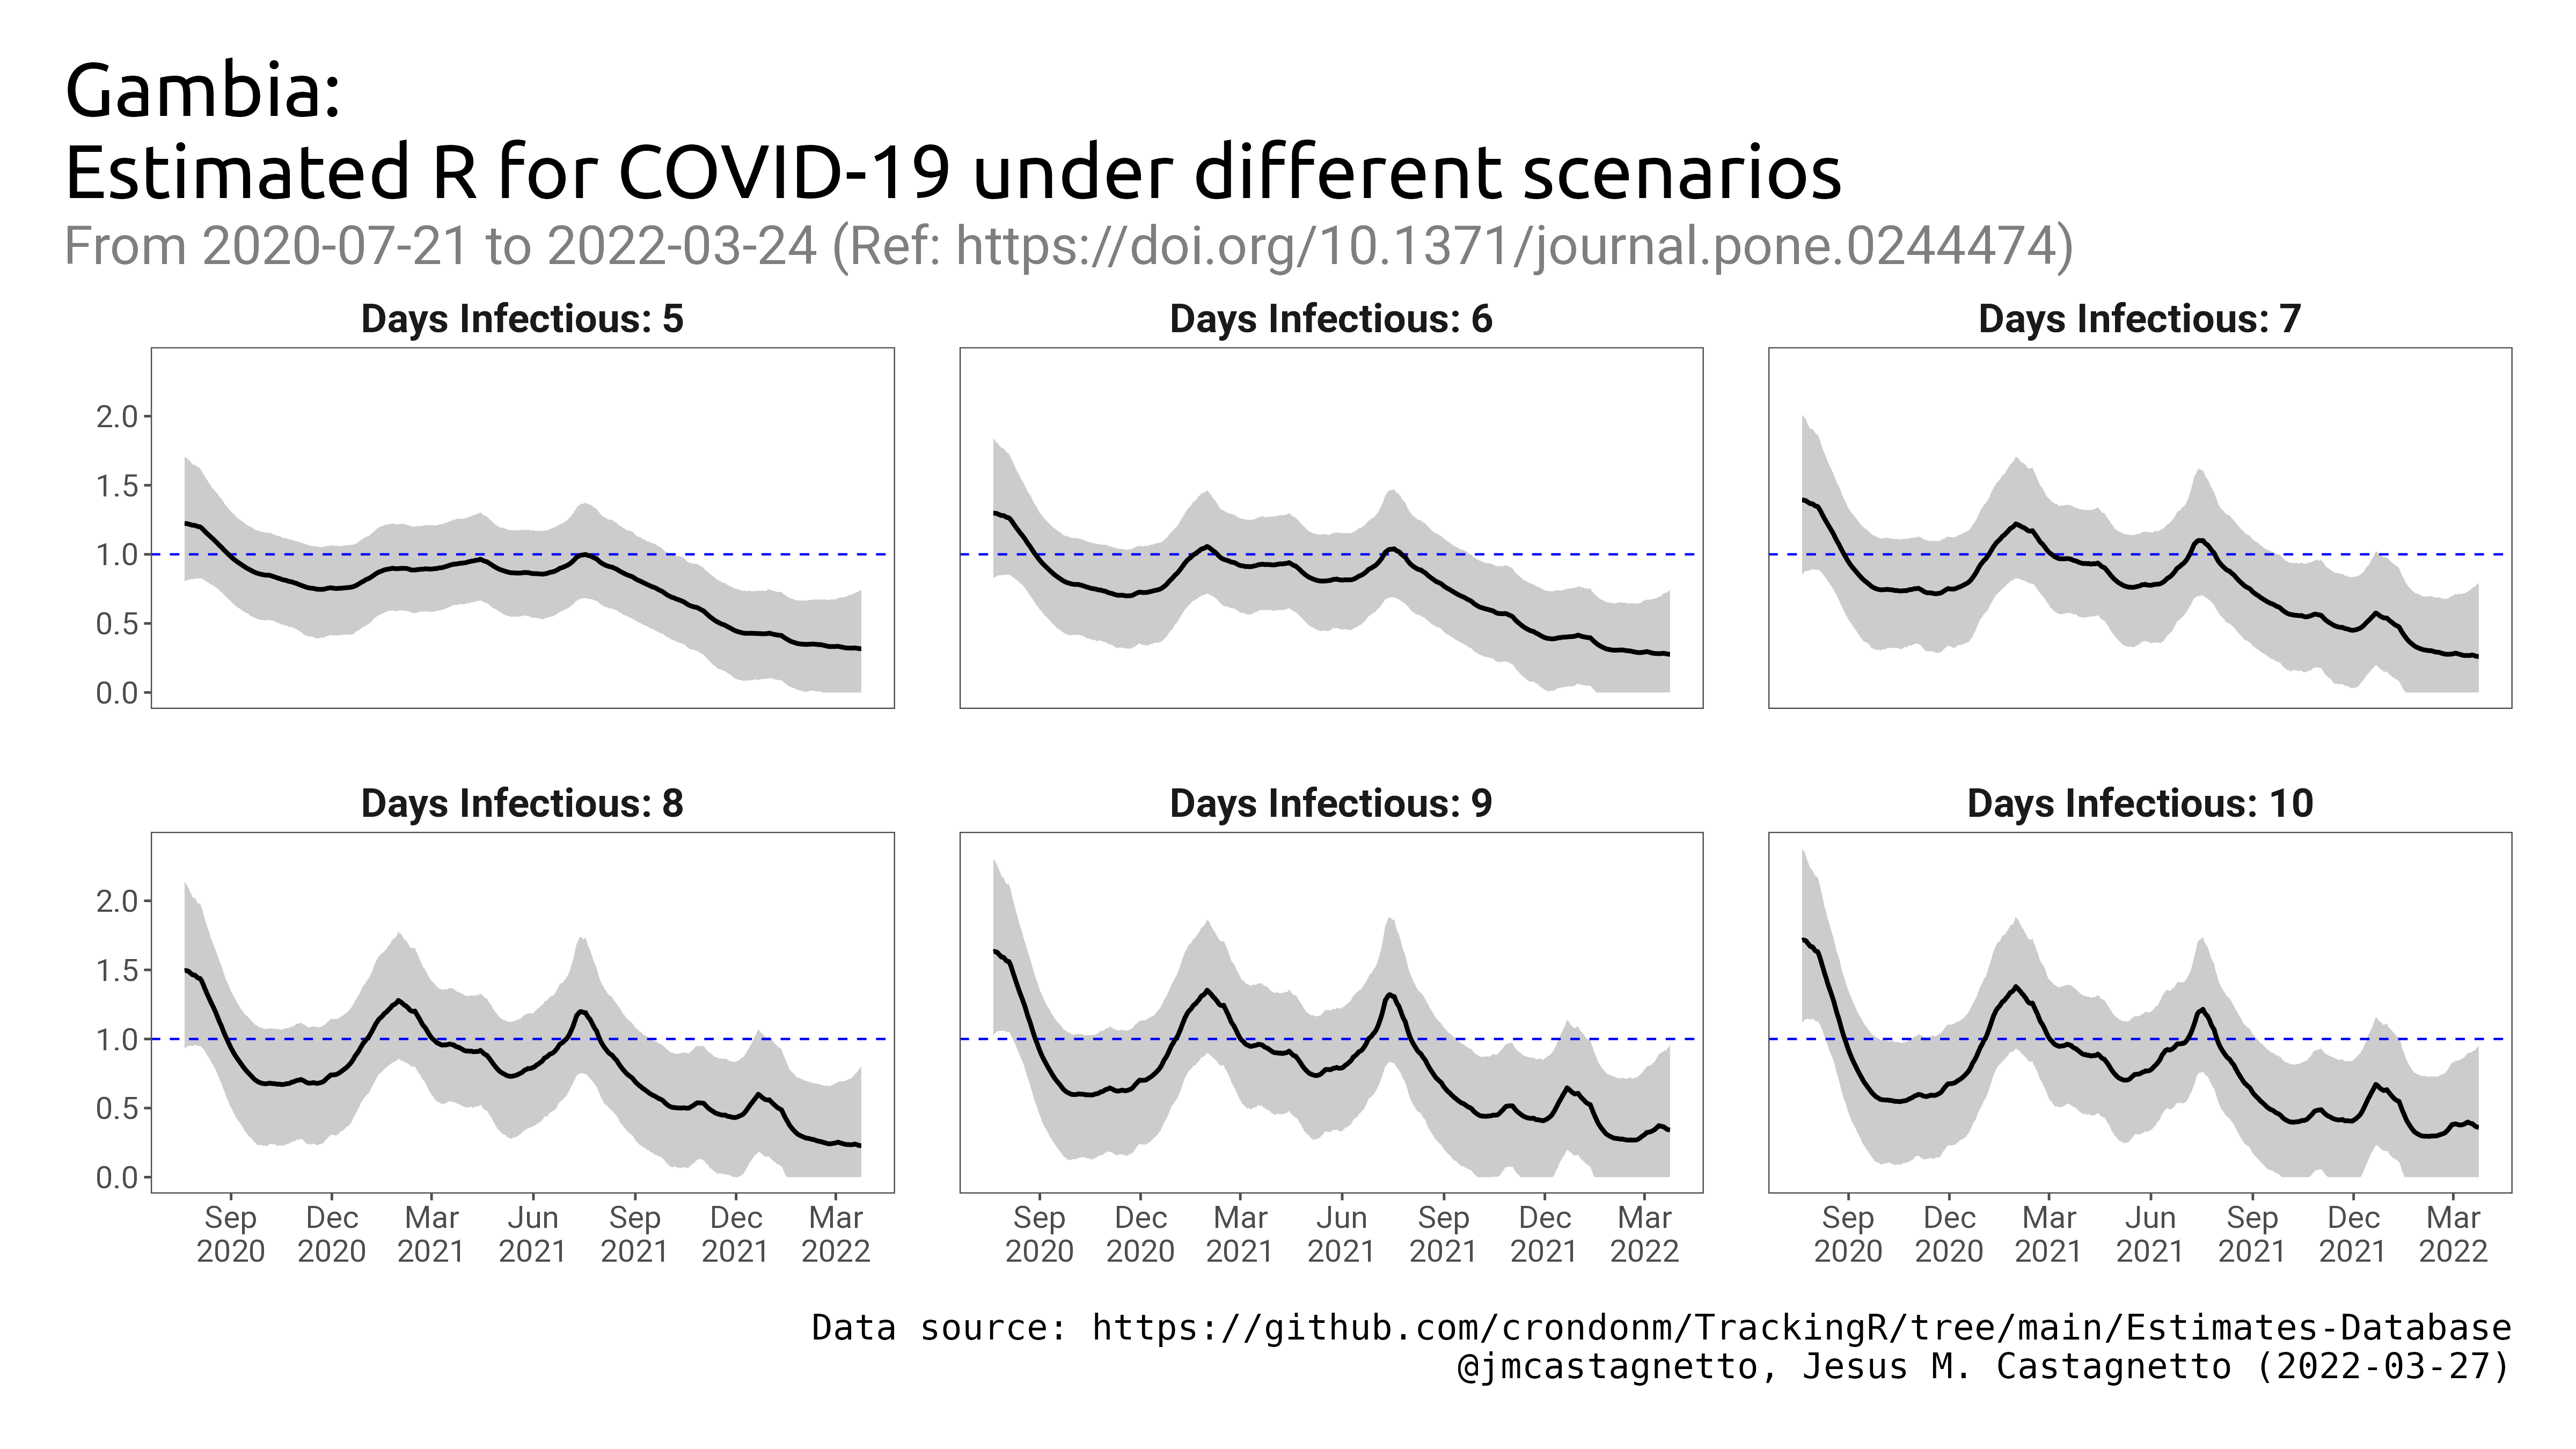 Gambia:
Estimated R for COVID-19 under different scenarios
From 2020-07-21 to 2022-03-24 (Ref: https://doi.org/10.1371/journal.pone.0244474)
Days Infectious: 5
Days Infectious: 6
Days Infectious: 7
2.0
1.5
1.0
0.5
0.0
Days Infectious: 8
Days Infectious: 9
Days Infectious: 10
2.0
1.5
1.0
0.5
0.0
Sep Dec Mar Jun Sep Dec Mar
2020 2020 2021 2021 2021 2021 2022
Sep Dec Mar Jun Sep Dec Mar
2020 2020 2021 2021 2021 2021 2022
Sep Dec Mar Jun Sep Dec Mar
2020 2020 2021 2021 2021 2021 2022
Data source: https://github.com/crondonm/TrackingR/tree/main/Estimates-Database
@jmcastagnetto, Jesus M. Castagnetto (2022-03-27)